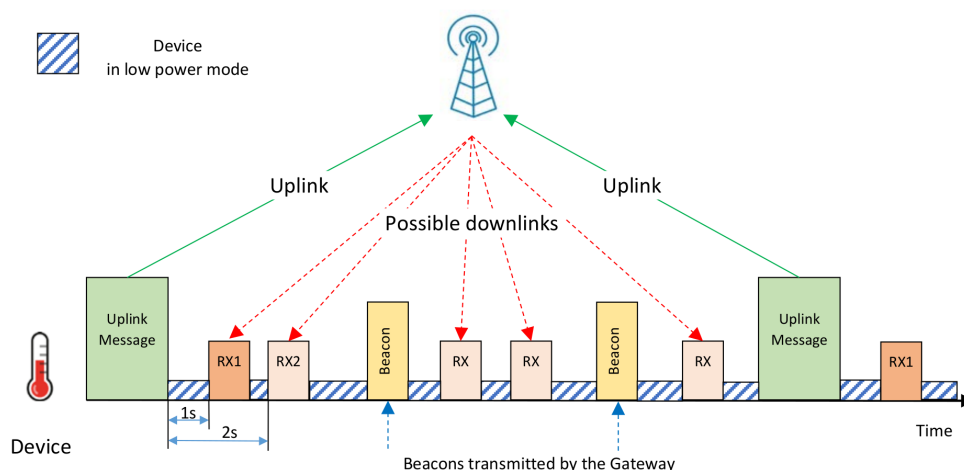 Device
in low power mode
Uplink
Uplink
Possible downlinks
Uplink
Message
RX1
RX2
Beacon
RX
RX
Beacon
RX
Uplink
Message
RX1
1s
2s
Time
Device
Beacons transmitted by the Gateway